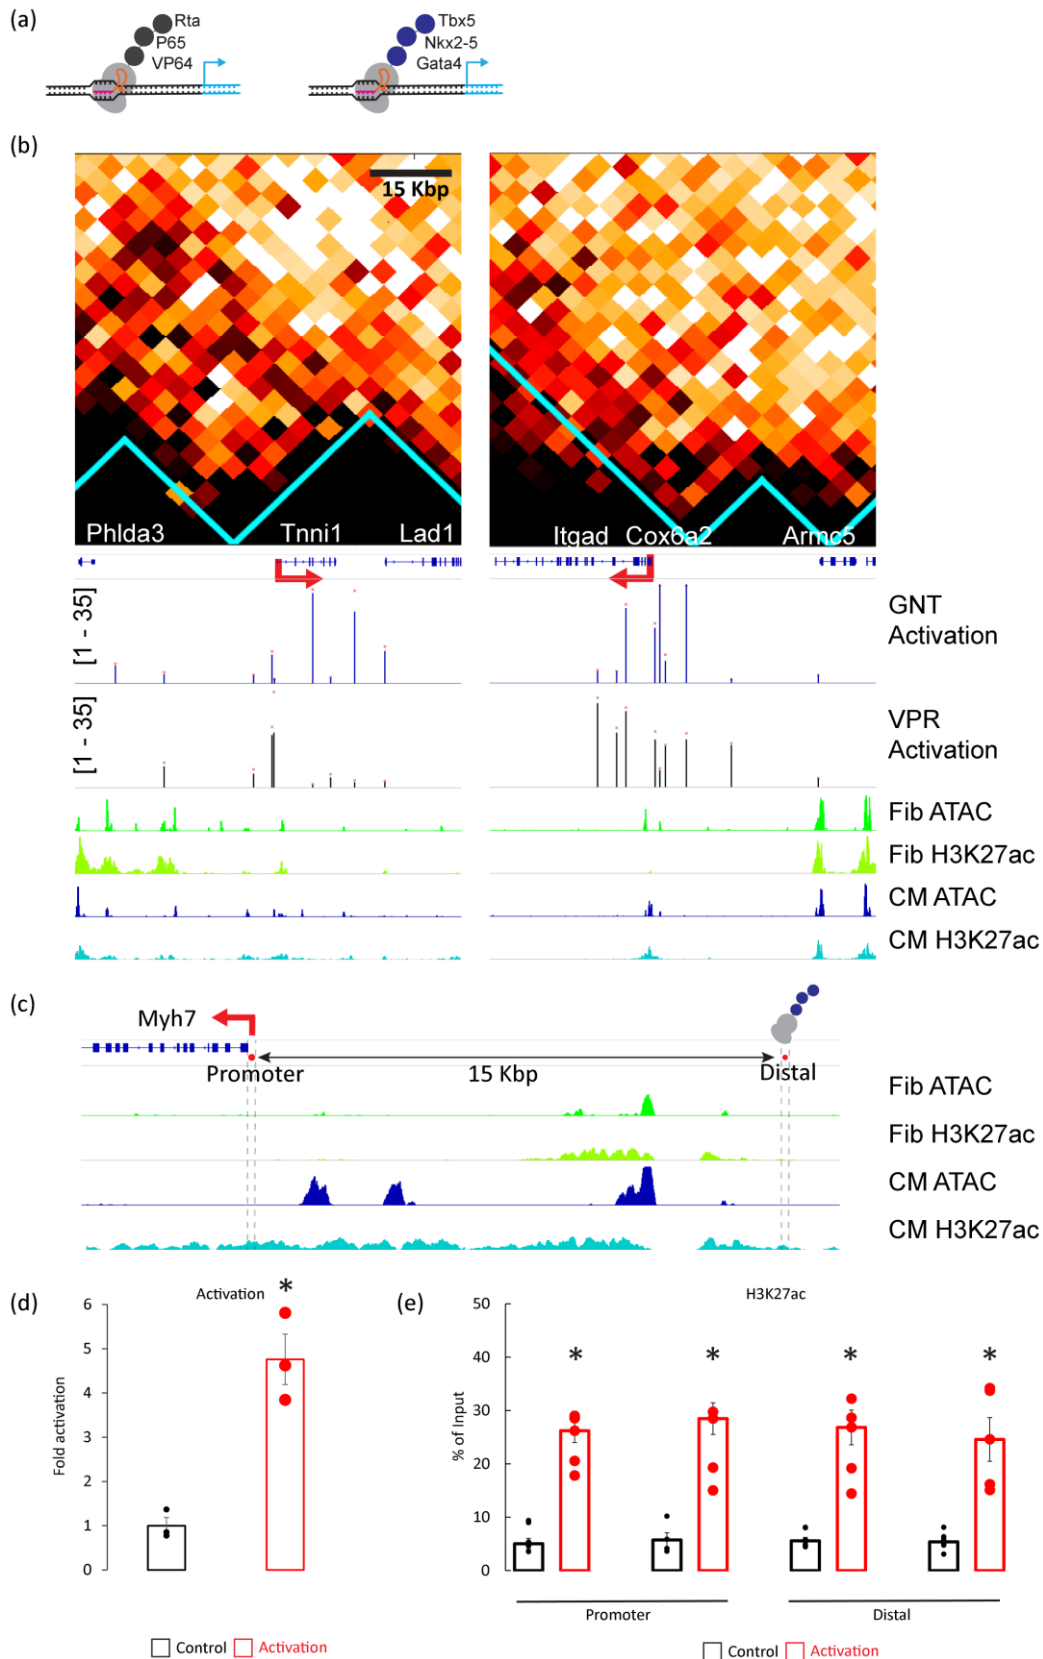 (a)
Rta
P65
VP64
Tbx5
Nkx2-5
Gata4
(b)
15 Kbp
Phlda3 Tnni1 Lad1
Itgad Cox6a2 Armc5
[1 - 35]
GNT
Activation
[1 - 35]
VPR
Activation
Fib ATAC
Fib H3K27ac
CM ATAC
CM H3K27ac
(c)
Myh7
Promoter 15 Kbp Distal
Fib ATAC
Fib H3K27ac
CM ATAC
CM H3K27ac
(d)
Activation
*
Fold activation
6
5
4
3
2
1
0
Control Activation
(e)
H3K27ac
% of Input
50
40
30
20
10
0
* * * *
Promoter Distal
Control Activation